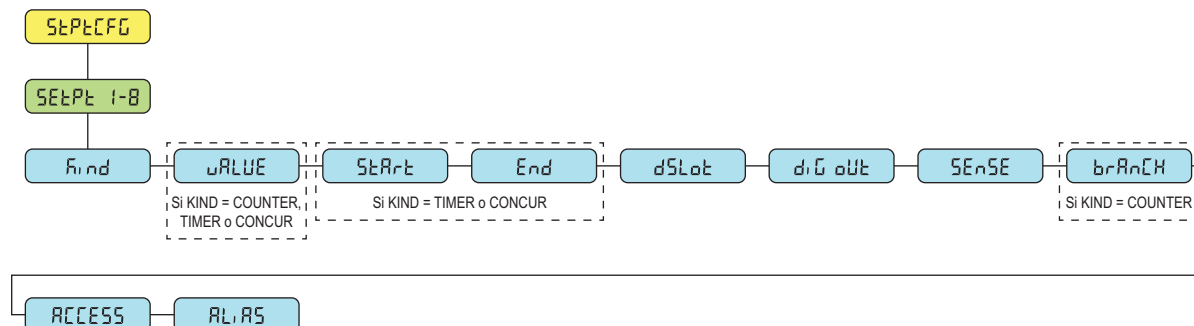 StPtCFG
SEtPt 1-8
Kind
vALUE
StArt
End
dSLot
diG oUt
SEnSE
brAnCH
Si KIND = COUNTER,
TIMER o CONCUR
Si KIND = TIMER o CONCUR
Si KIND = COUNTER
ACCESS
ALiAS